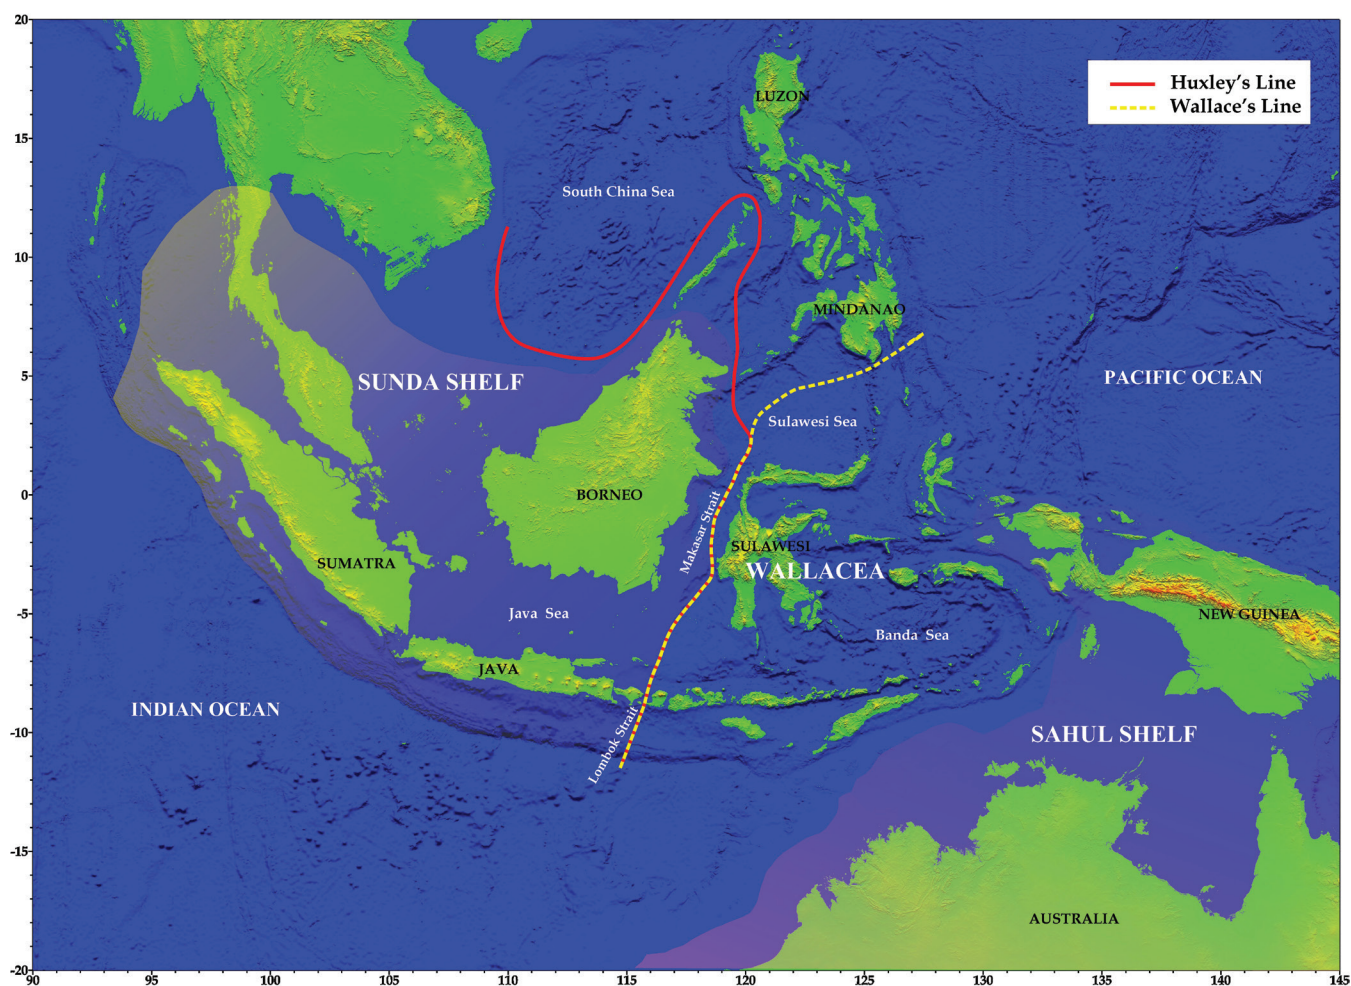 20
15
10
5
0
-5
-10
-15
-20
90
95
100
105
110
115
120
125
130
135
140
145
Huxley's Line
Wallace's Line
LUZON
South China Sea
MINDANAO
SUNDA SHELF
PACIFIC OCEAN
Sulawesi Sea
BORNEO
Makasar Strait
SULAWESI
WALLACEA
SUMATRA
Java Sea
Banda Sea
NEW GUINEA
JAVA
INDIAN OCEAN
Lombok Strait
SAHUL SHELF
AUSTRALIA